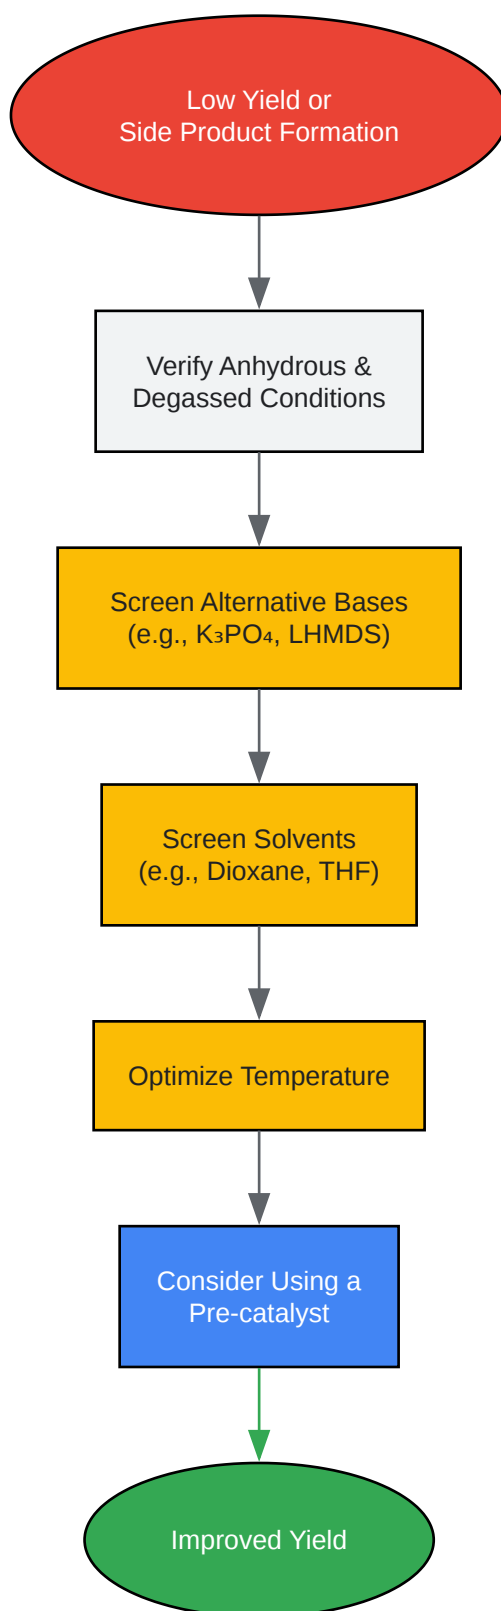 Low Yield or
Side Product Formation
Verify Anhydrous &
Degassed Conditions
Screen Alternative Bases
(e.g., K₃PO₄, LHMDS)
Screen Solvents
(e.g., Dioxane, THF)
Optimize Temperature
Consider Using a
Pre-catalyst
Improved Yield